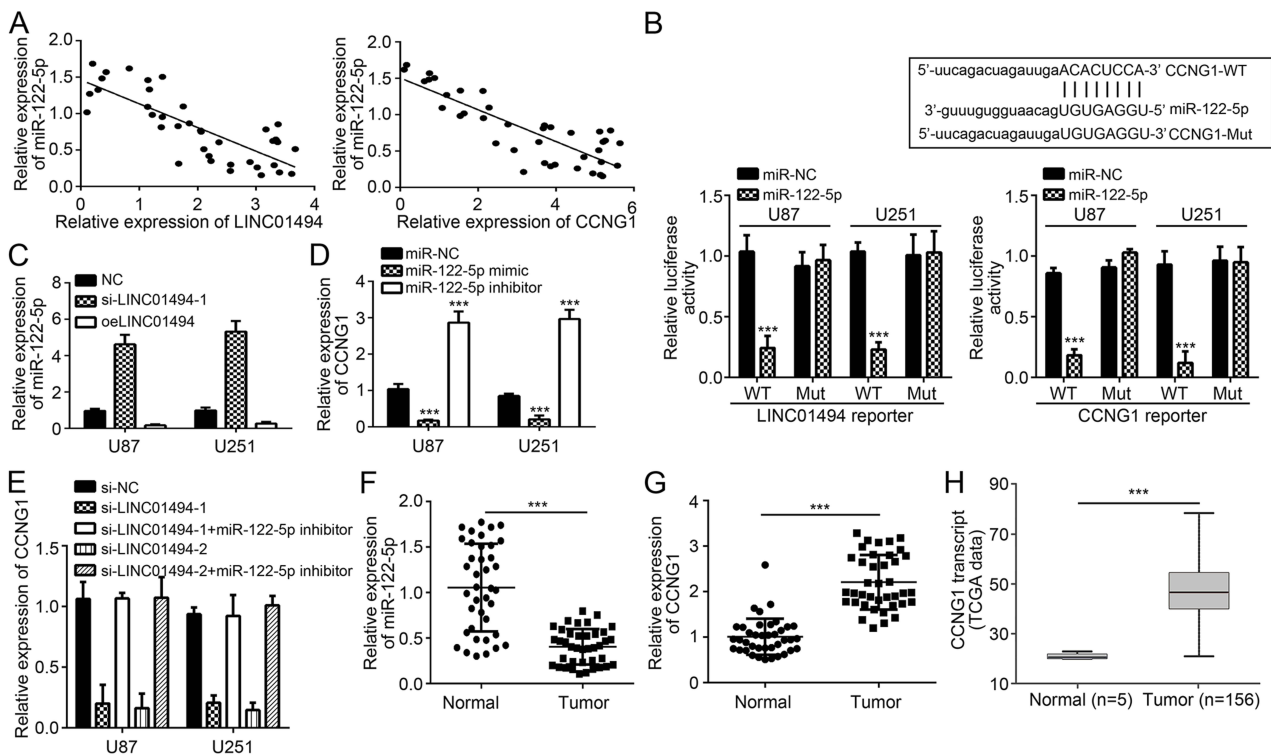 A
Relative expression
of miR-122-5p
2.0
1.5
1.0
0.5
0.0
0
1
2
3
4
Relative expression of LINC01494
Relative expression
of miR-122-5p
2.0
1.5
1.0
0.5
0.0
0
2
4
6
Relative expression of CCNG1
B
5'-uucagacuagauugaACACUCCA-3' CCNG1-WT
3'-guuugugguaacagUGUGAGGU-5' miR-122-5p
5'-uucagacuagauugaUGUGAGGU-3' CCNG1-Mut
miR-NC
miR-122-5p
U87
U251
Relative luciferase
activity
1.5
1.0
0.5
0.0
***
***
WT
Mut
WT
Mut
LINC01494 reporter
miR-NC
miR-122-5p
U87
U251
Relative luciferase
activity
1.5
1.0
0.5
0.0
***
***
WT
Mut
WT
Mut
CCNG1 reporter
C
NC
si-LINC01494-1
oeLINC01494
Relative expression
of miR-122-5p
8
6
4
2
0
U87
U251
D
miR-NC
miR-122-5p mimic
miR-122-5p inhibitor
Relative expression
of CCNG1
4
3
2
1
0
***
***
***
***
U87
U251
E
si-NC
si-LINC01494-1
si-LINC01494-1+miR-122-5p inhibitor
si-LINC01494-2
si-LINC01494-2+miR-122-5p inhibitor
Relative expression of CCNG1
1.5
1.0
0.5
0.0
U87
U251
F
Relative expression
of miR-122-5p
2.0
1.5
1.0
0.5
0.0
***
Normal
Tumor
G
Relative expression
of CCNG1
4
3
2
1
0
***
Normal
Tumor
H
CCNG1 transcript
(TCGA data)
90
70
50
30
10
***
Normal (n=5)
Tumor (n=156)